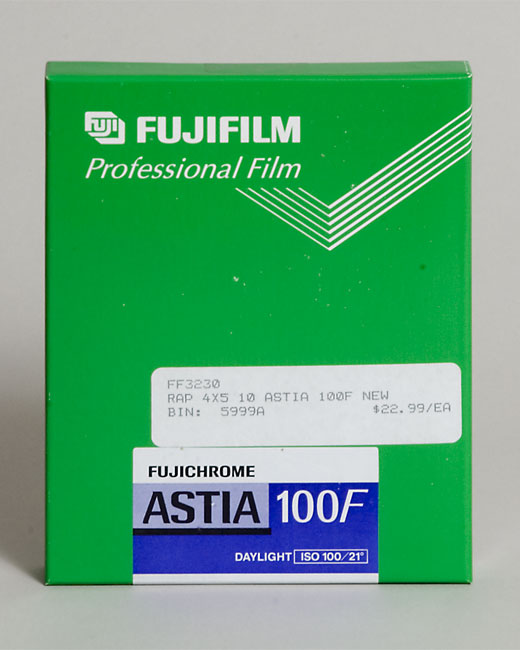 FUJI FUJIFILM
Professional Film
FF3230
RAP 4X5 10 ASTIA 100F NEW
BIN: 5999A $22.99/EA
FUJICHROME
ASTIA 100F
DAYLIGHT ISO 100/21°